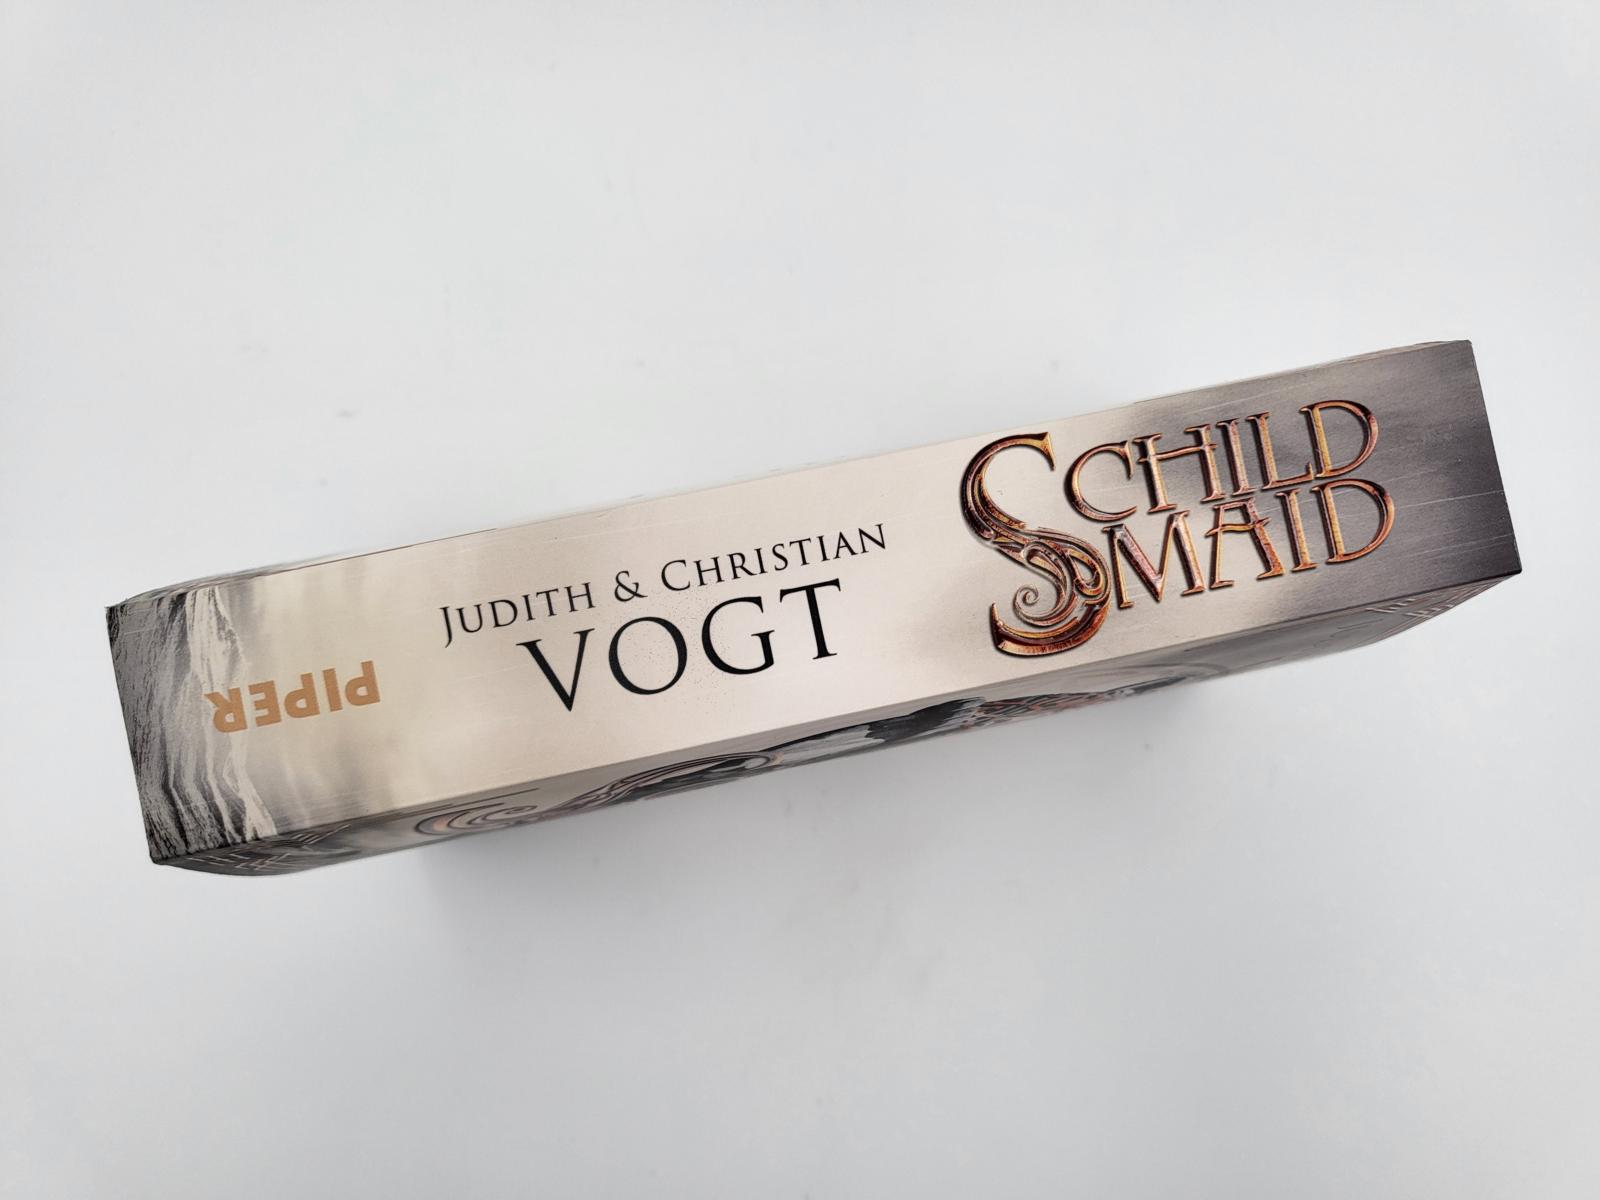 SCHILD
MAID
JUDITH & CHRISTIAN
VOGT
PIPER